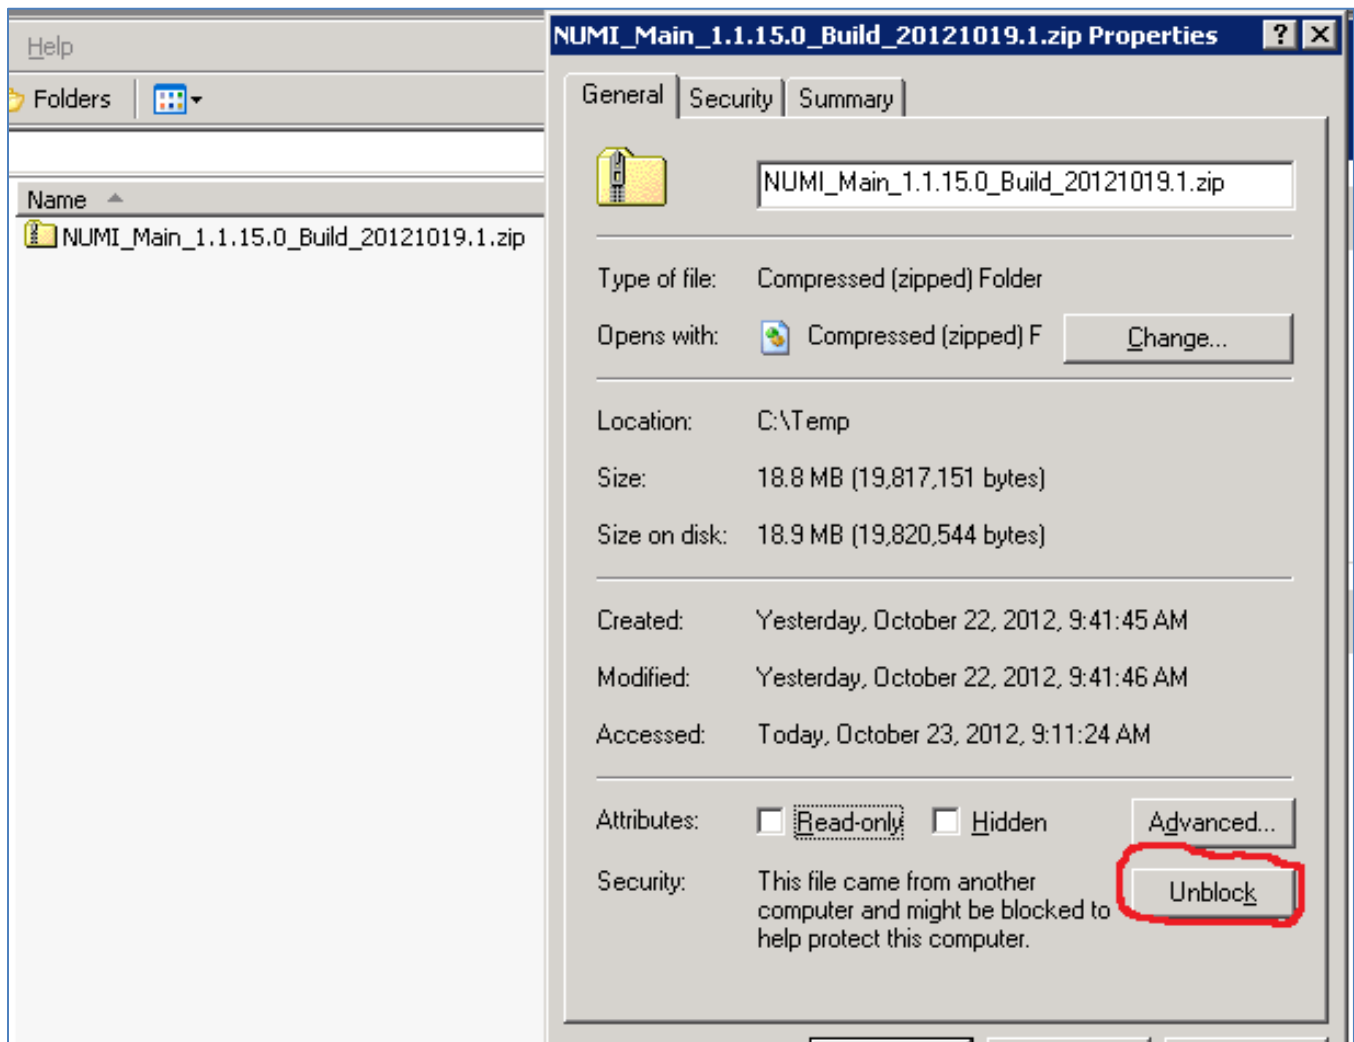 Help
Folders
Name
NUMI_Main_1.1.15.0_Build_20121019.1.zip
NUMI_Main_1.1.15.0_Build_20121019.1.zip Properties
General Security Summary
NUMI_Main_1.1.15.0_Build_20121019.1.zip
Type of file: Compressed (zipped) Folder
Opens with: Compressed (zipped) F Change...
Location: C:\Temp
Size: 18.8 MB (19,817,151 bytes)
Size on disk: 18.9 MB (19,820,544 bytes)
Created: Yesterday, October 22, 2012, 9:41:45 AM
Modified: Yesterday, October 22, 2012, 9:41:46 AM
Accessed: Today, October 23, 2012, 9:11:24 AM
Attributes: Read-only Hidden Advanced...
Security: This file came from another
computer and might be blocked to
help protect this computer.
Unblock